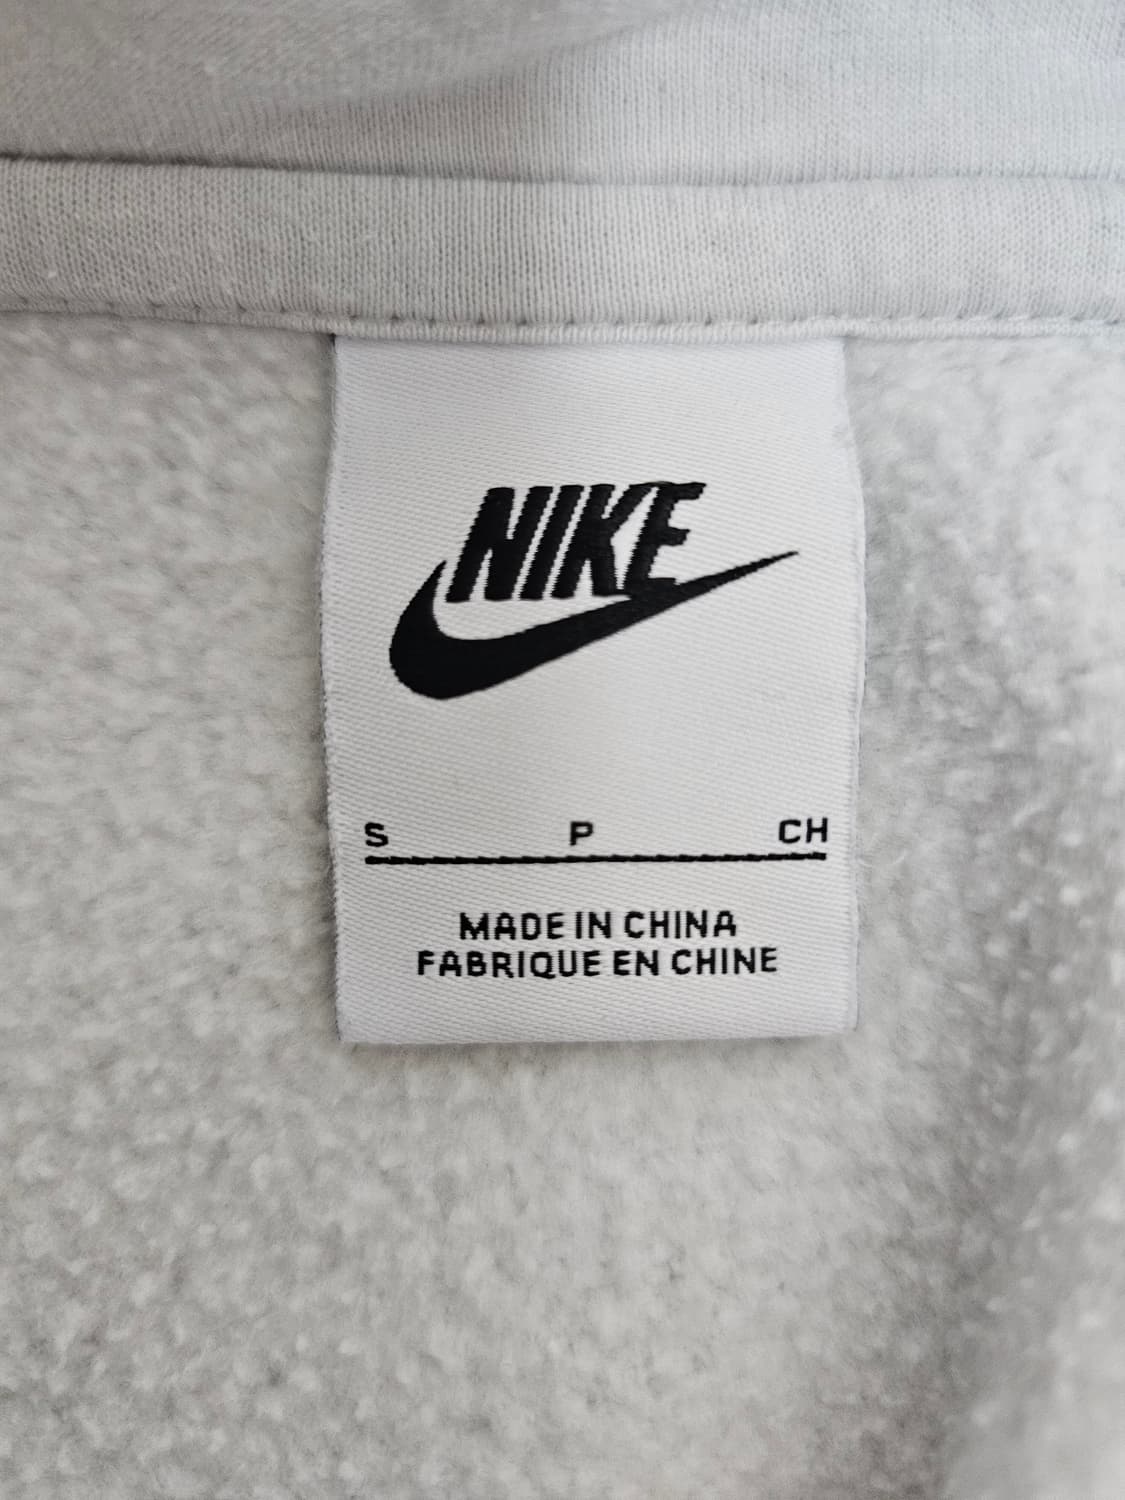 NIKE
S P CH
MADE IN CHINA
FABRIQUE EN CHINE